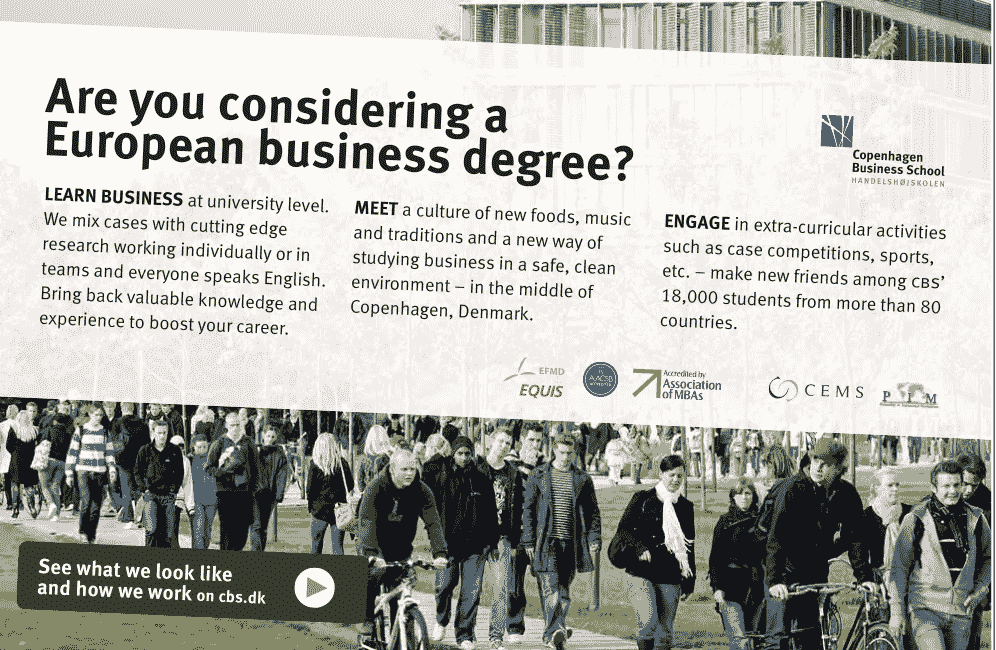 Are you considering a
European business degree?
Copenhagen
Business School
HANDELSHØJSKOLEN
LEARN BUSINESS at university level.
We mix cases with cutting edge
research working individually or in
teams and everyone speaks English.
Bring back valuable knowledge and
experience to boost your career.
MEET a culture of new foods, music
and traditions and a new way of
studying business in a safe, clean
environment – in the middle of
Copenhagen, Denmark.
ENGAGE in extra-curricular activities
such as case competitions, sports,
etc. – make new friends among CBS'
18,000 students from more than 80
countries.
EFMD
EQUIS
AACSB
Accredited by
Association
of MBAs
CEMS
PIM
See what we look like
and how we work on cbs.dk